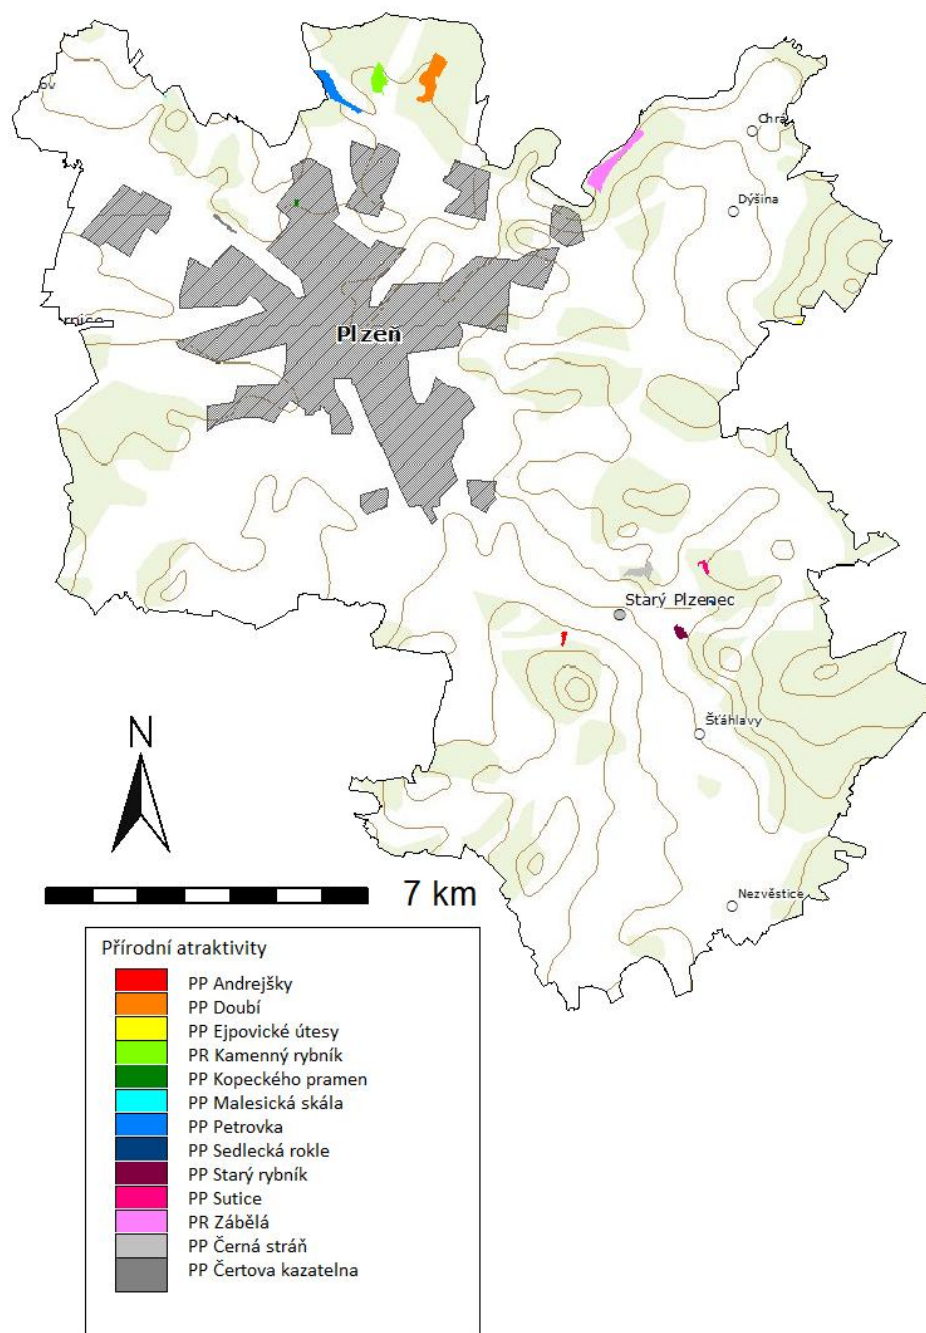 ov
Chrá
Dýšina
Plzeň
Starý Plzenec
Šťáhlavy
N
7 km
Nezvěstice
Přírodní atraktivity
PP Andrejšky
PP Doubí
PP Ejpovické útesy
PR Kamenný rybník
PP Kopeckého pramen
PP Malesická skála
PP Petrovka
PP Sedlecká rokle
PP Starý rybník
PP Sutice
PR Zábělá
PP Černá stráň
PP Čertova kazatelna